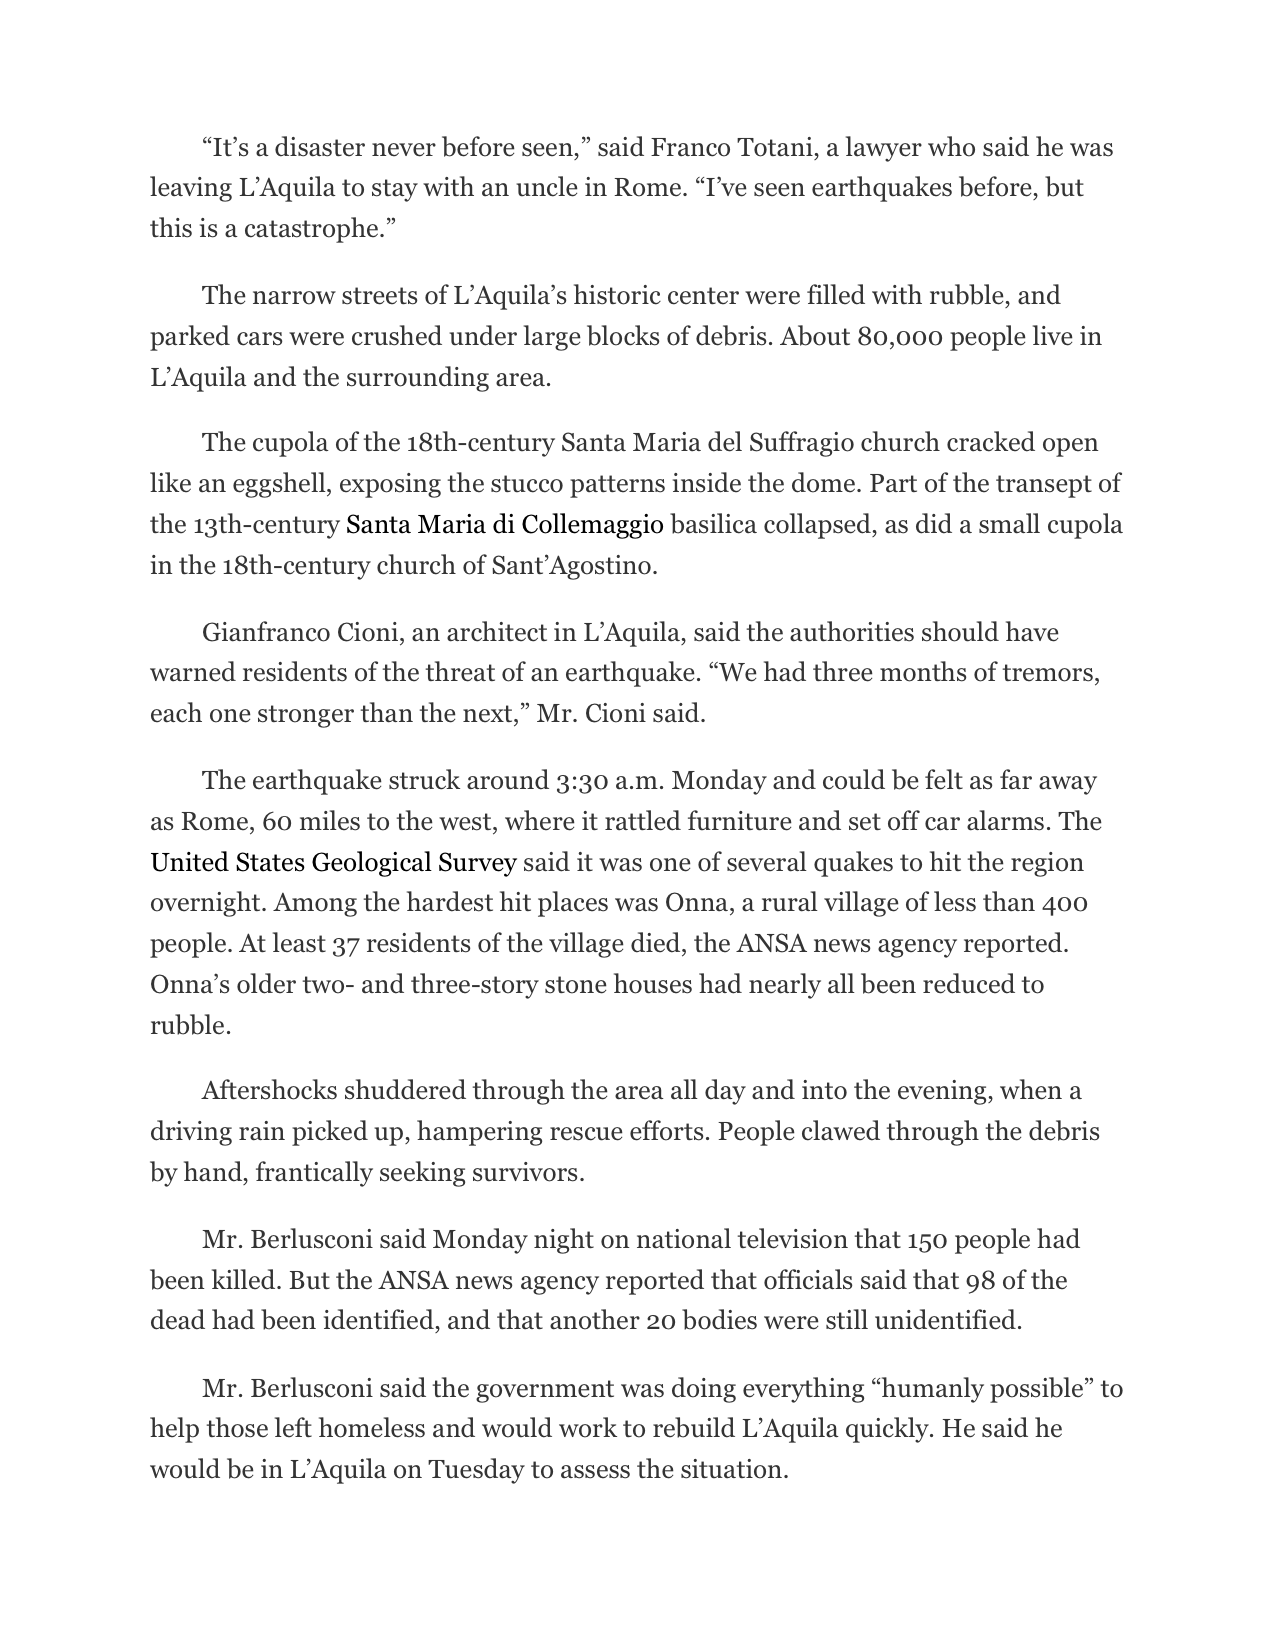 “It’s a disaster never before seen,” said Franco Totani, a lawyer who said he was
leaving L’Aquila to stay with an uncle in Rome. “I’ve seen earthquakes before, but
this is a catastrophe.”
The narrow streets of L’Aquila’s historic center were filled with rubble, and
parked cars were crushed under large blocks of debris. About 80,000 people live in
L’Aquila and the surrounding area.
The cupola of the 18th-century Santa Maria del Suffragio church cracked open
like an eggshell, exposing the stucco patterns inside the dome. Part of the transept of
the 13th-century Santa Maria di Collemaggio basilica collapsed, as did a small cupola
in the 18th-century church of Sant’Agostino.
Gianfranco Cioni, an architect in L’Aquila, said the authorities should have
warned residents of the threat of an earthquake. “We had three months of tremors,
each one stronger than the next,” Mr. Cioni said.
The earthquake struck around 3:30 a.m. Monday and could be felt as far away
as Rome, 60 miles to the west, where it rattled furniture and set off car alarms. The
United States Geological Survey said it was one of several quakes to hit the region
overnight. Among the hardest hit places was Onna, a rural village of less than 400
people. At least 37 residents of the village died, the ANSA news agency reported.
Onna’s older two- and three-story stone houses had nearly all been reduced to
rubble.
Aftershocks shuddered through the area all day and into the evening, when a
driving rain picked up, hampering rescue efforts. People clawed through the debris
by hand, frantically seeking survivors.
Mr. Berlusconi said Monday night on national television that 150 people had
been killed. But the ANSA news agency reported that officials said that 98 of the
dead had been identified, and that another 20 bodies were still unidentified.
Mr. Berlusconi said the government was doing everything “humanly possible” to
help those left homeless and would work to rebuild L’Aquila quickly. He said he
would be in L’Aquila on Tuesday to assess the situation.